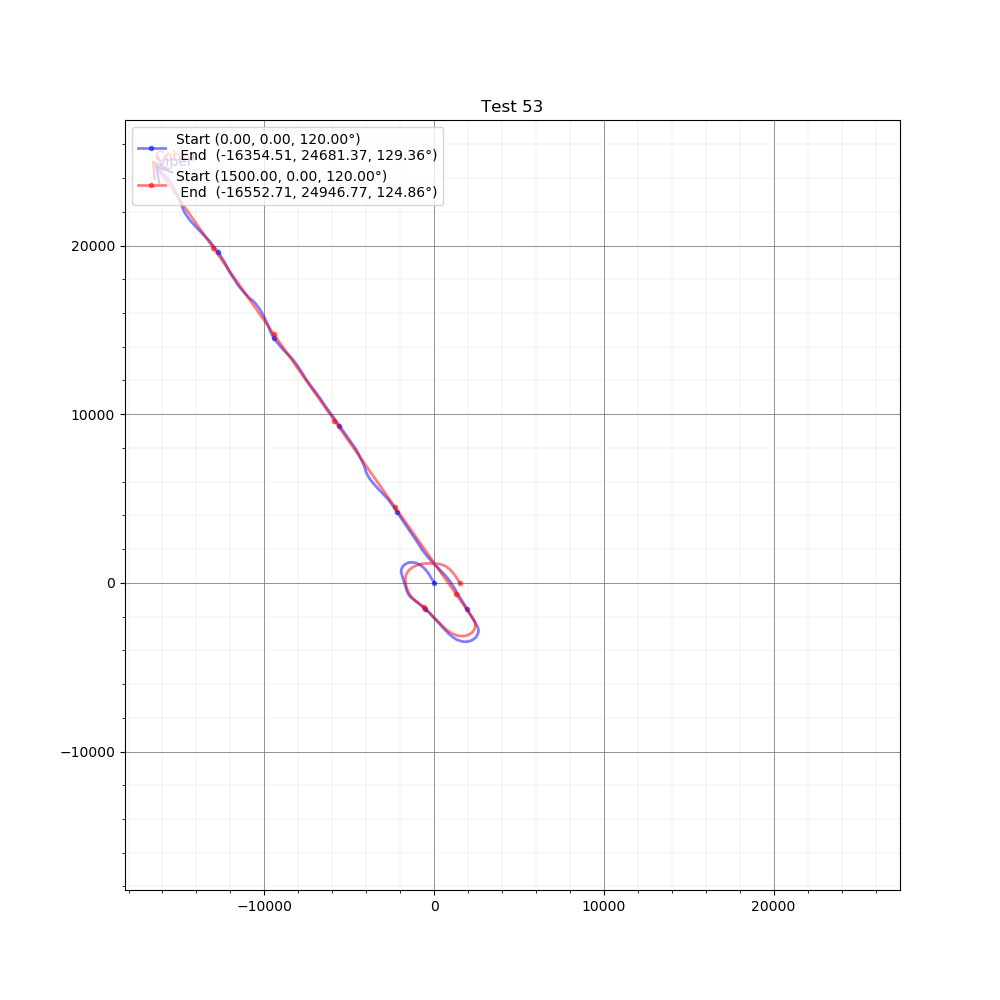 Test 53
Start (0.00, 0.00, 120.00°)
End (-16354.51, 24681.37, 129.36°)
Start (1500.00, 0.00, 120.00°)
End (-16552.71, 24946.77, 124.86°)
Viper
20000
10000
0
−10000
−10000
0
10000
20000